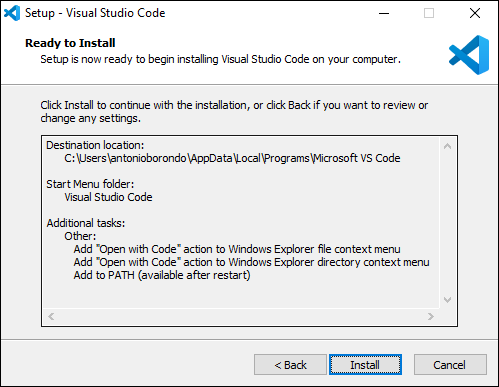 Setup - Visual Studio Code
Ready to Install
Setup is now ready to begin installing Visual Studio Code on your computer.
Click Install to continue with the installation, or click Back if you want to review or
change any settings.
Destination location:
C:\Users\antonioborondo\AppData\Local\Programs\Microsoft VS Code
Start Menu folder:
Visual Studio Code
Additional tasks:
Other:
Add "Open with Code" action to Windows Explorer file context menu
Add "Open with Code" action to Windows Explorer directory context menu
Add to PATH (available after restart)
< Back
Install
Cancel